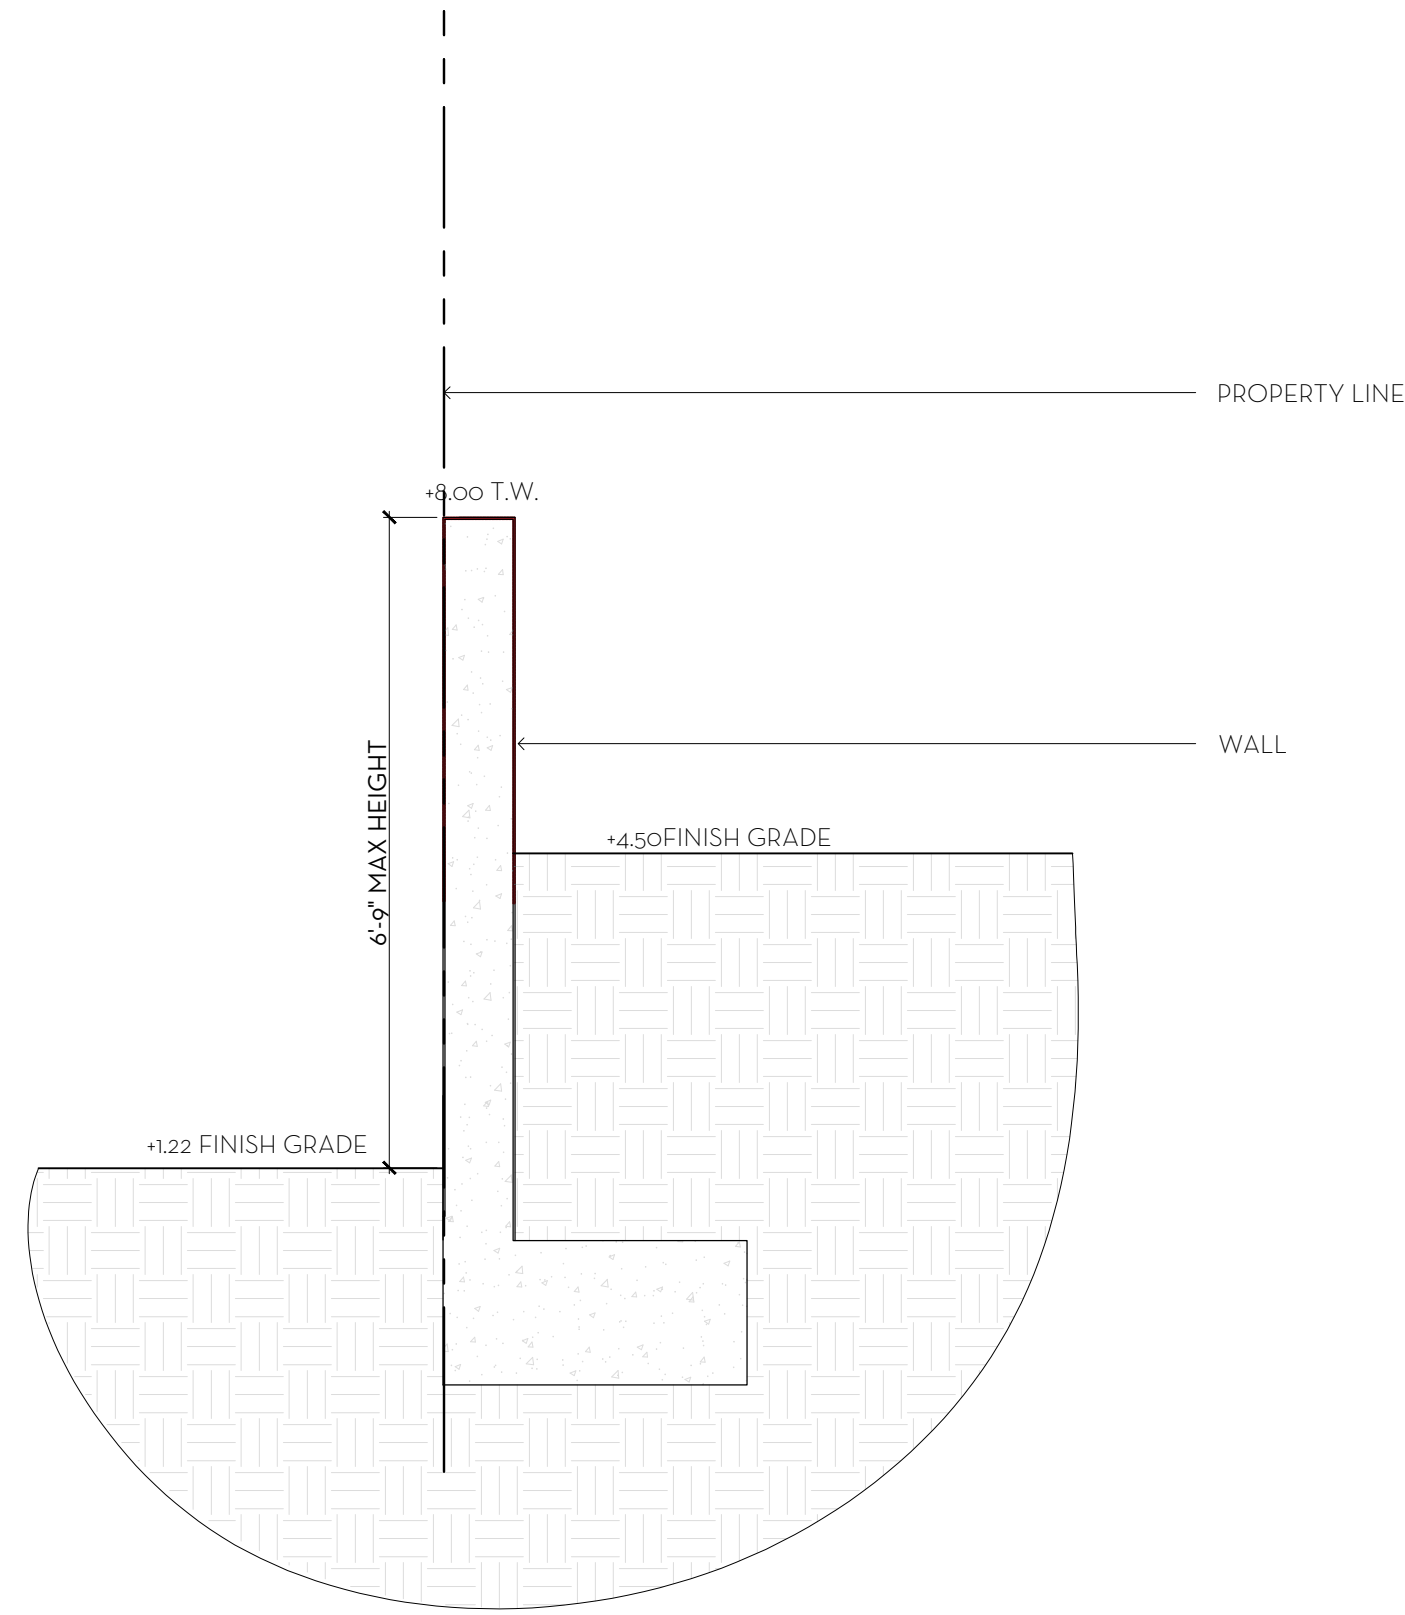 PROPERTY LINE
+8.00 T.W.
WALL
6'-9" MAX HEIGHT
+4.50FINISH GRADE
+1.22 FINISH GRADE